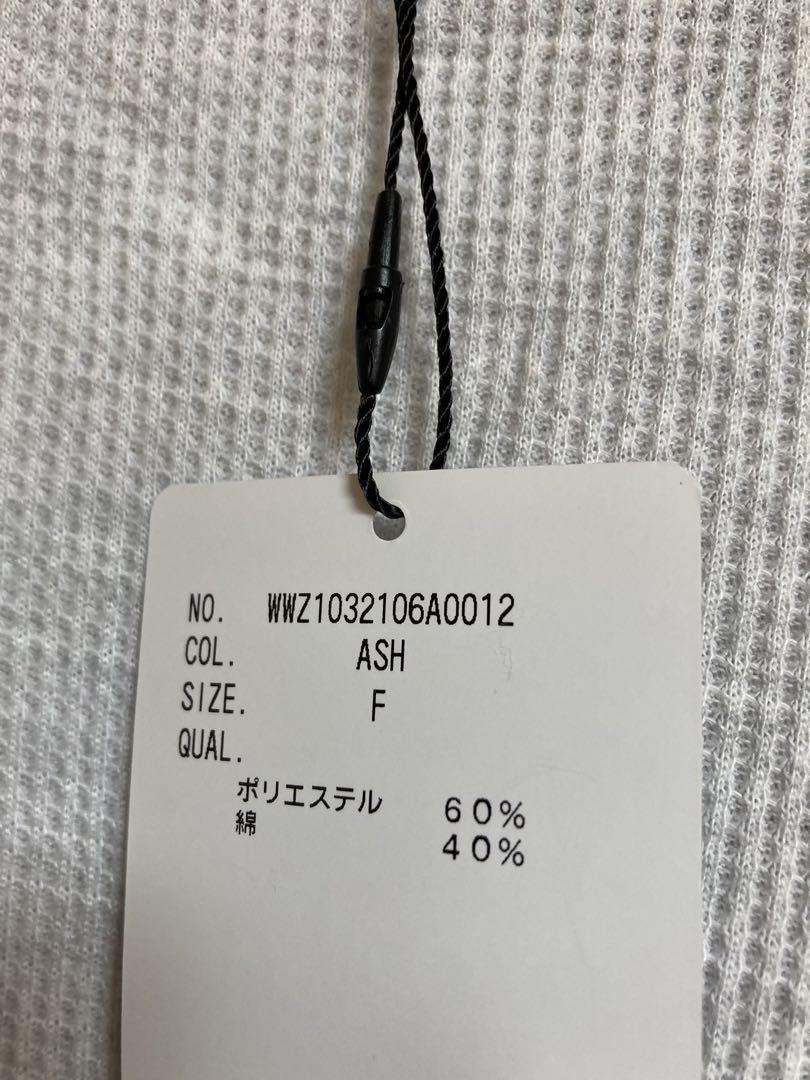 NO. WWZ1032106A0012
COL. ASH
SIZE. F
QUAL.
ポリエステル 60%
綿 40%